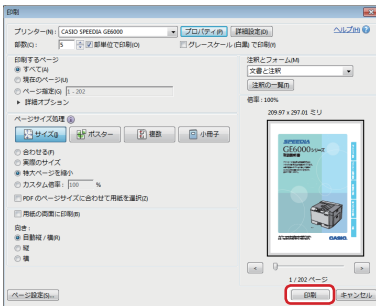 印刷
プリンター(N): CASIO SPEEDIA GE6000 プロパティ(P) 詳細設定(D) ヘルプ(H)
部数(C): 5 部単位で印刷(O) グレースケール (白黒) で印刷(Y)
印刷するページ
すべて(A)
現在のページ(U)
ページ指定(G) 1 - 202
詳細オプション
ページサイズ処理
サイズ(I) ポスター 複数 小冊子
合わせる(F)
実際のサイズ
特大ページを縮小
カスタム倍率: 100 %
PDF のページサイズに合わせて用紙を選択(Z)
用紙の両面に印刷(B)
向き:
自動縦 / 横(R)
縦
横
注釈とフォーム(M)
文書と注釈
注釈の一覧(T)
倍率: 100%
209.97 x 297.01 ミリ
SPEEDIA
GE6000シリーズ
CASIO
1 / 202 ページ
ページ設定(S)... 印刷 キャンセル